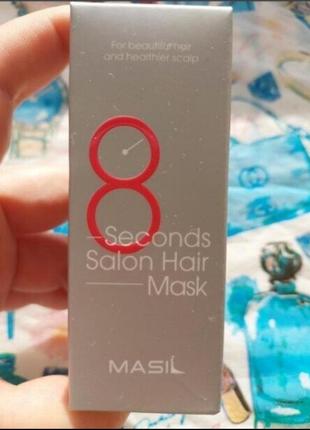 For beautiful hair
and healthier scalp
8
Seconds
Salon Hair
Mask
MASIL